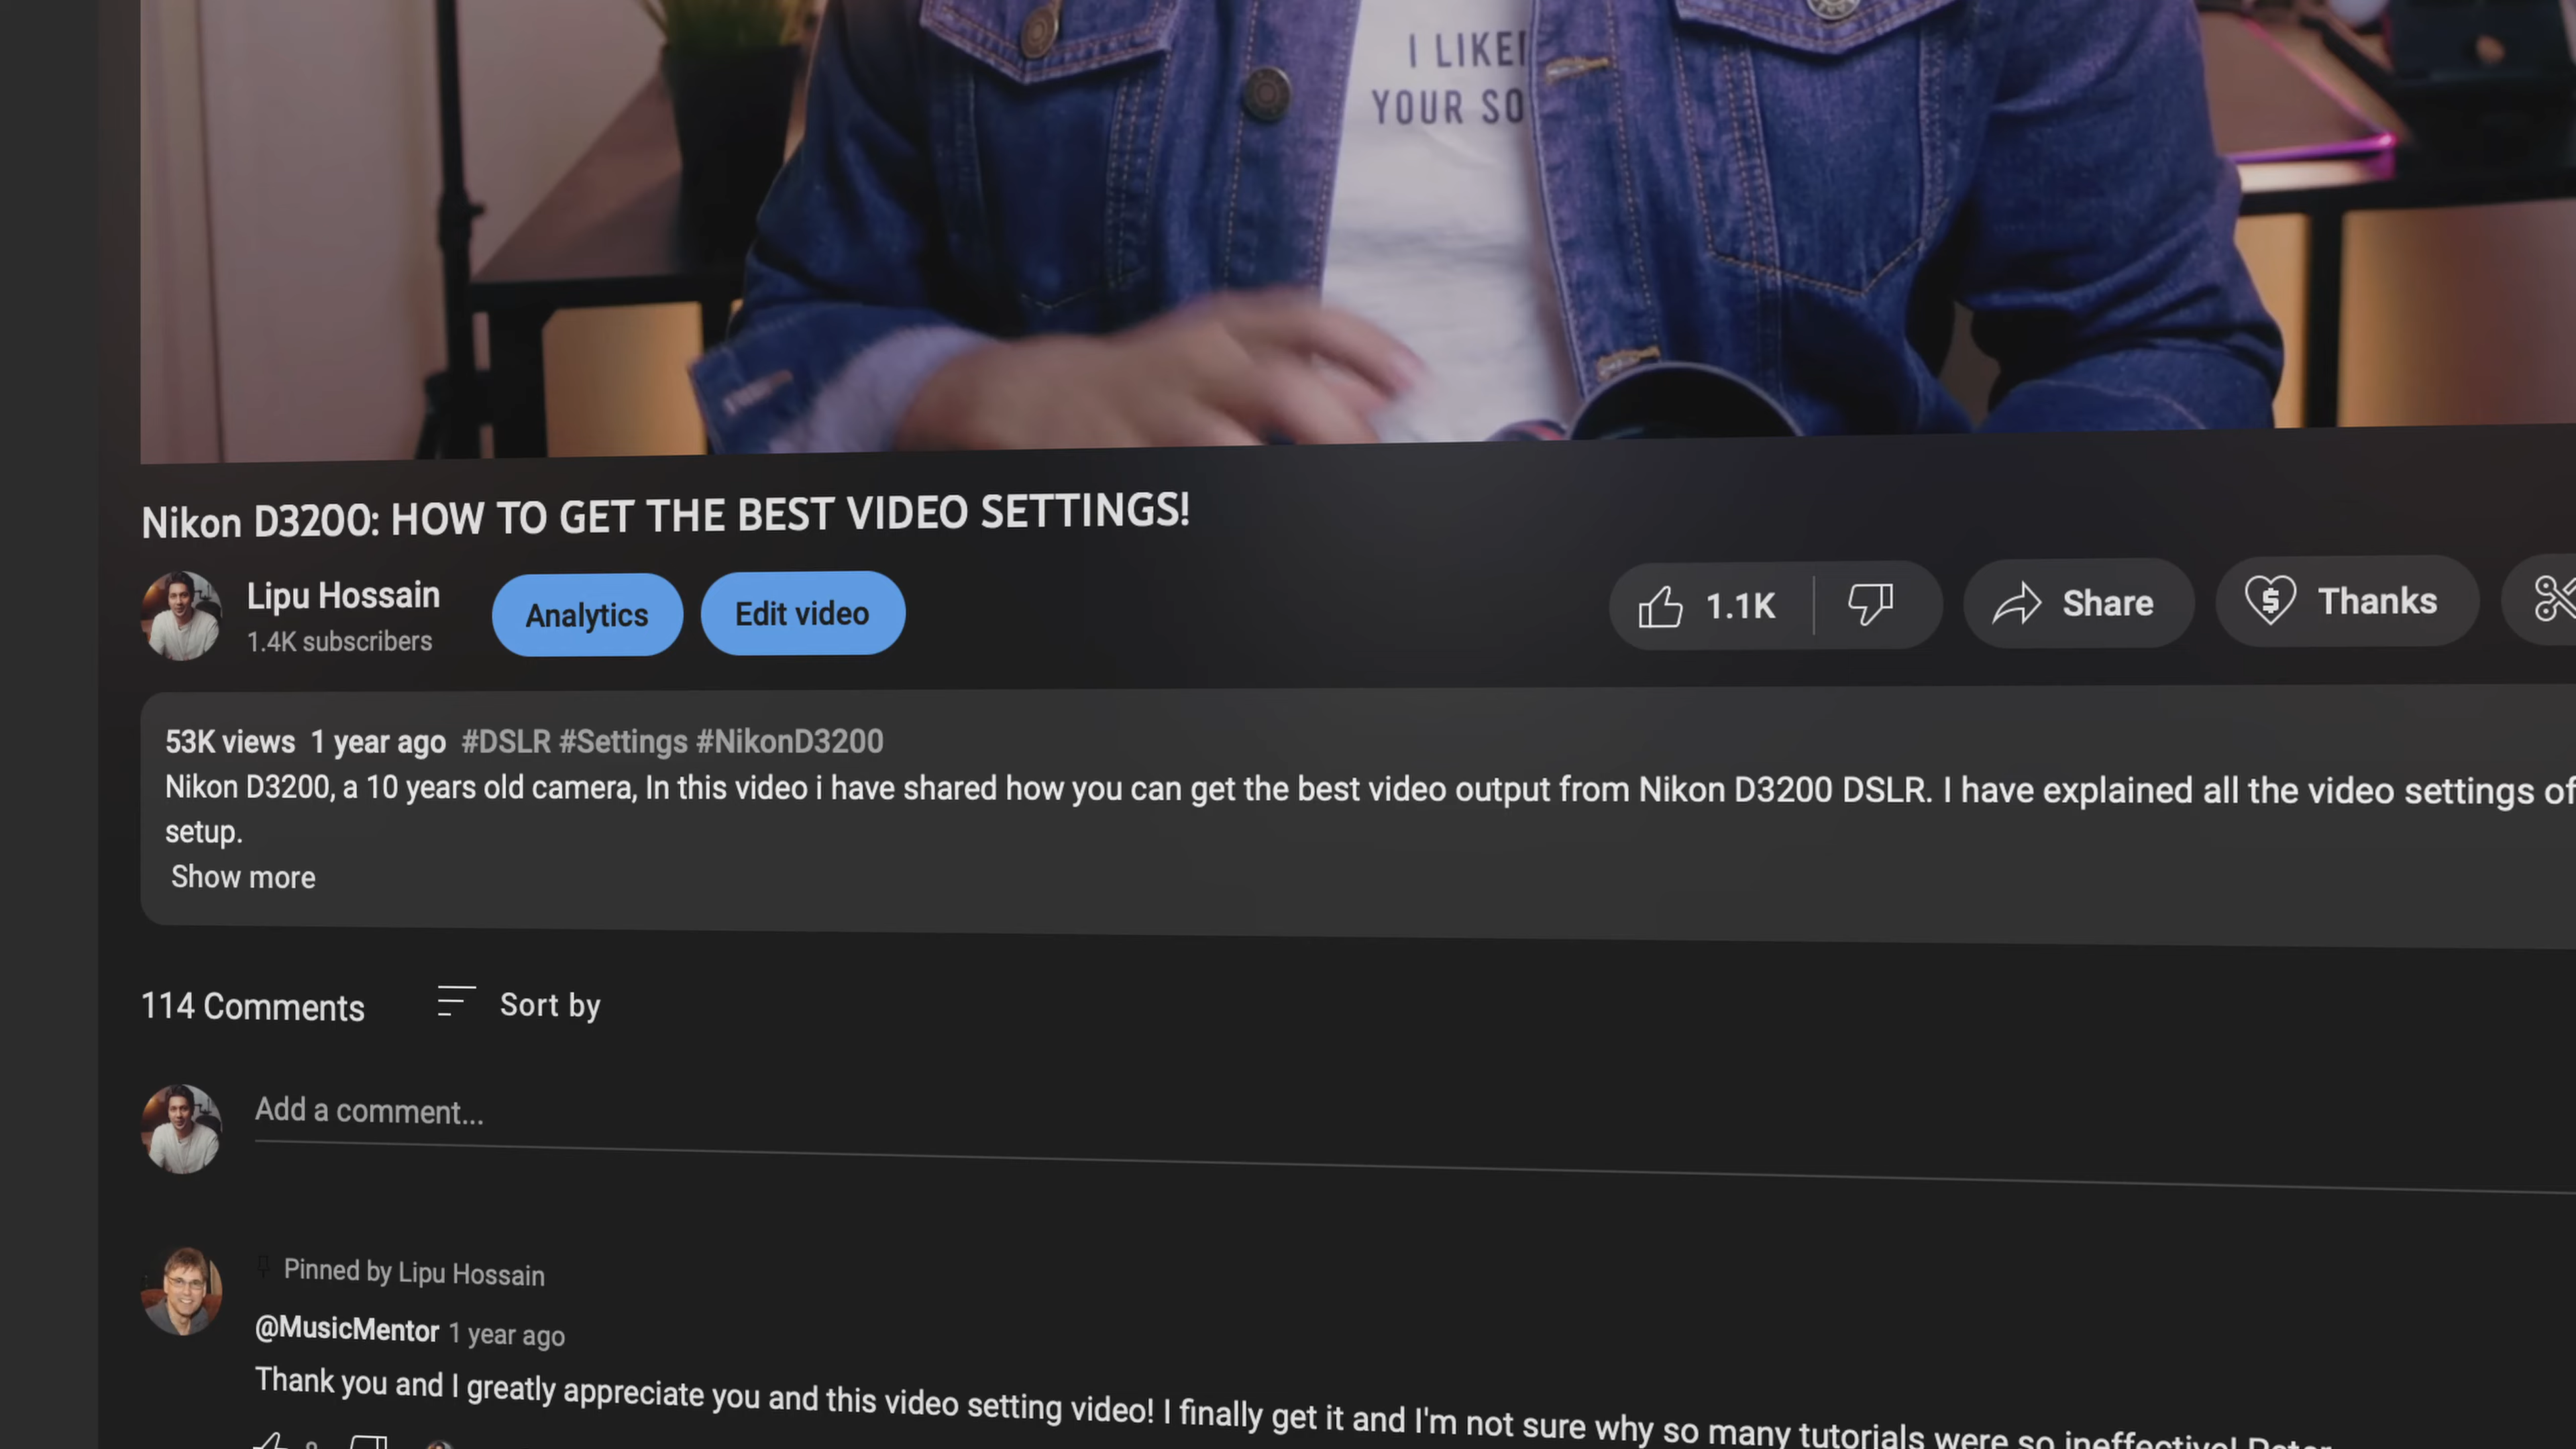 I LIKE
YOUR SO
Nikon D3200: HOW TO GET THE BEST VIDEO SETTINGS!
Lipu Hossain
1.4K subscribers
Analytics
Edit video
1.1K
Share
Thanks
53K views 1 year ago #DSLR #Settings #NikonD3200
Nikon D3200, a 10 years old camera, In this video i have shared how you can get the best video output from Nikon D3200 DSLR. I have explained all the video settings of
setup.
Show more
114 Comments
Sort by
Add a comment...
Pinned by Lipu Hossain
@MusicMentor 1 year ago
Thank you and I greatly appreciate you and this video setting video! I finally get it and I'm not sure why so many tutorials were so ineffective!